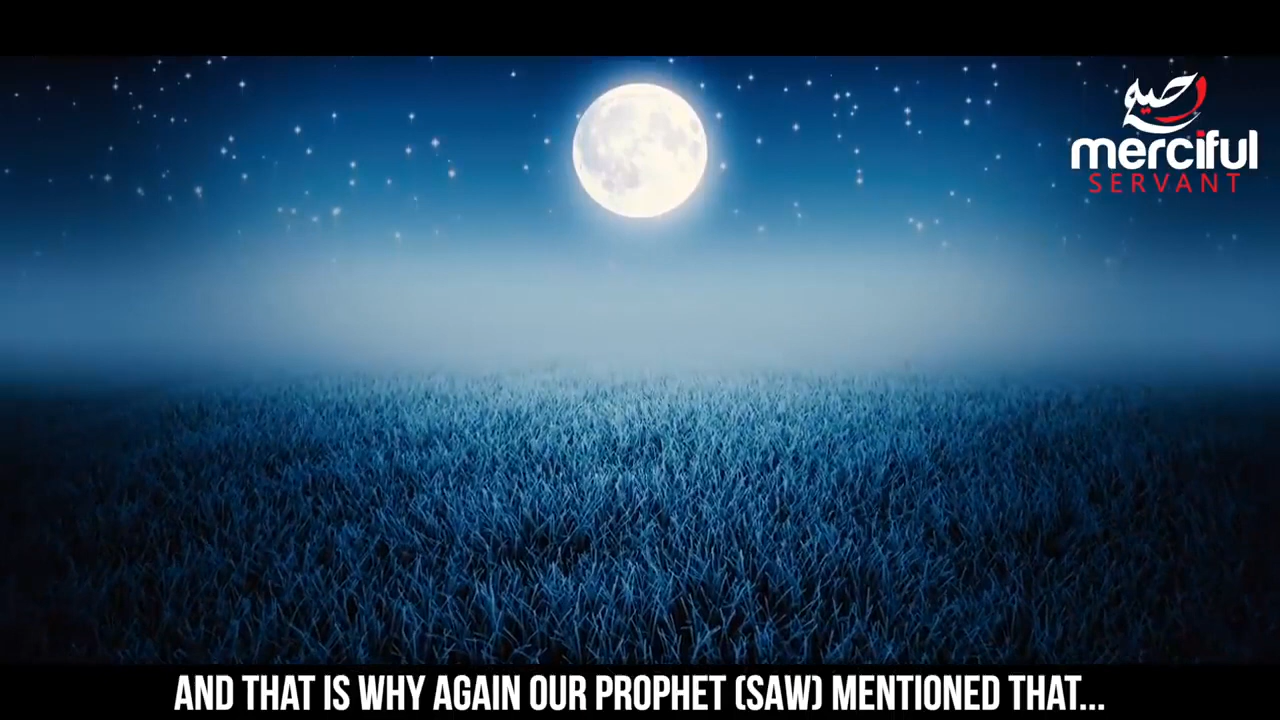 merciful
SERVANT
AND THAT IS WHY AGAIN OUR PROPHET (SAW) MENTIONED THAT...